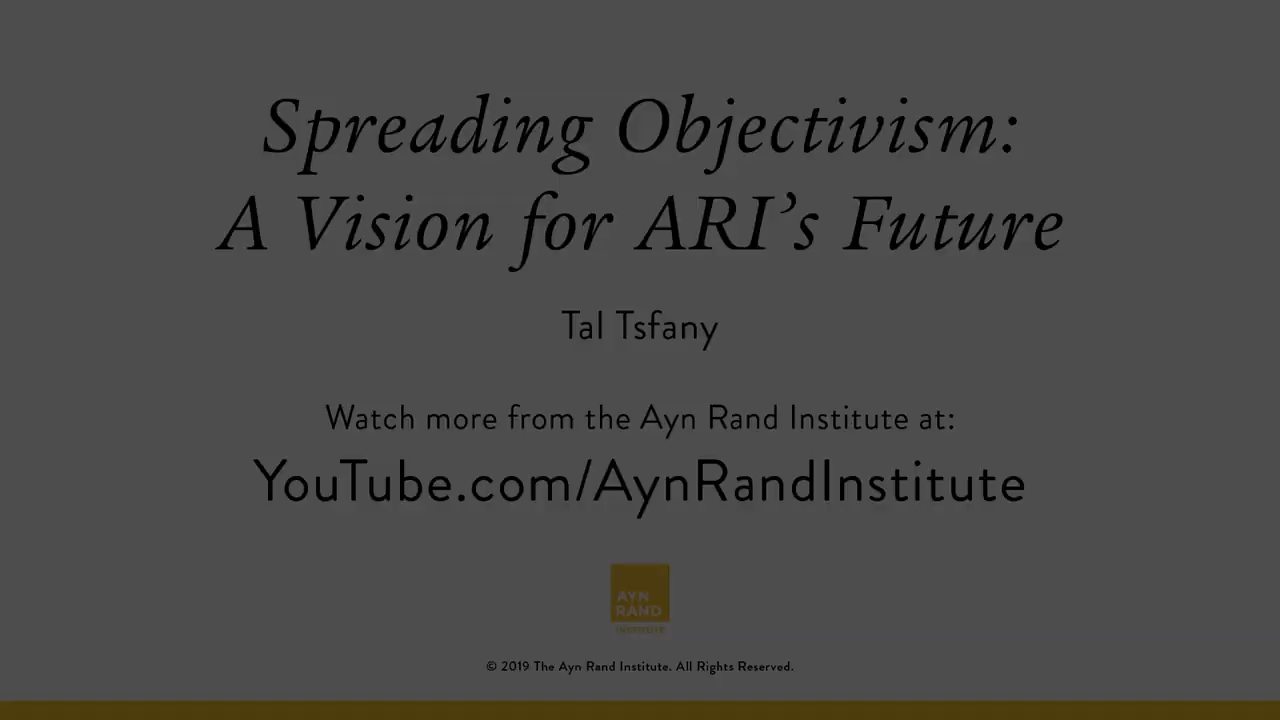 Spreading Objectivism:
A Vision for ARI’s Future
Tal Tsfany
Watch more from the Ayn Rand Institute at:
YouTube.com/AynRandInstitute
AYN
RAND
INSTITUTE
© 2019 The Ayn Rand Institute. All Rights Reserved.